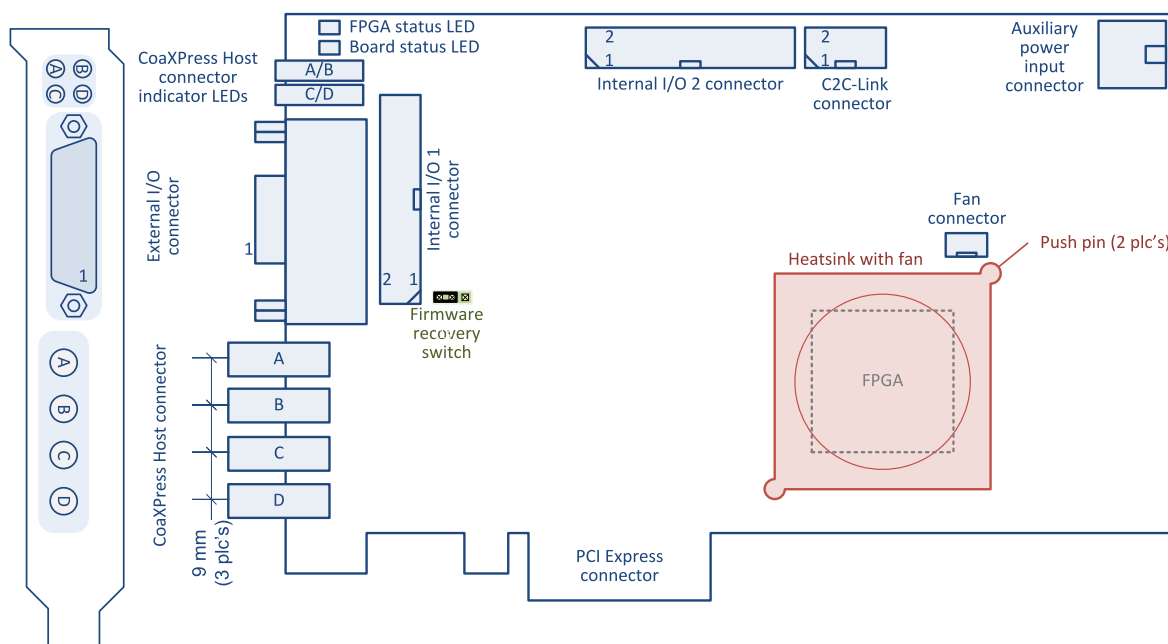 FPGA status LED
Board status LED
CoaXPress Host
connector
indicator LEDs
A/B
C/D
2
1
Internal I/O 2 connector
2
1
C2C-Link
connector
Auxiliary
power
input
connector
A
B
C
D
1
External I/O
connector
1
Internal I/O 1
connector
2
1
Firmware
recovery
switch
Fan
connector
Push pin (2 plc's)
Heatsink with fan
FPGA
A
B
C
D
CoaXPress Host connector
A
B
C
D
9 mm
(3 plc's)
PCI Express
connector